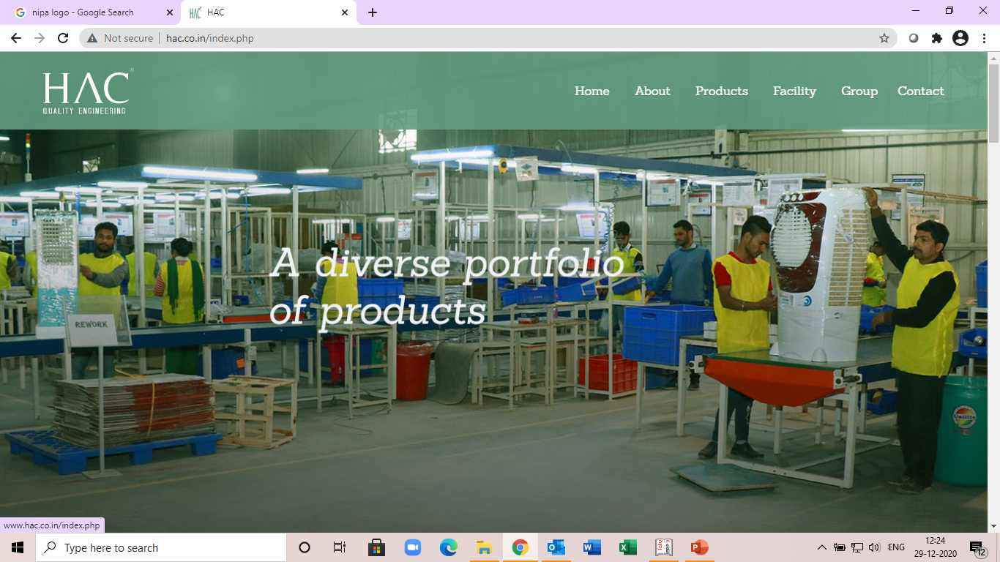 nipa logo - Google Search
HAC
HAC
Not secure
hac.co.in/index.php
HAC®
QUALITY ENGINEERING
Home
About
Products
Facility
Group
Contact
A diverse portfolio
of products
REWORK
Unilite
www.hac.co.in/index.php
Type here to search
ENG
12:24
29-12-2020
12